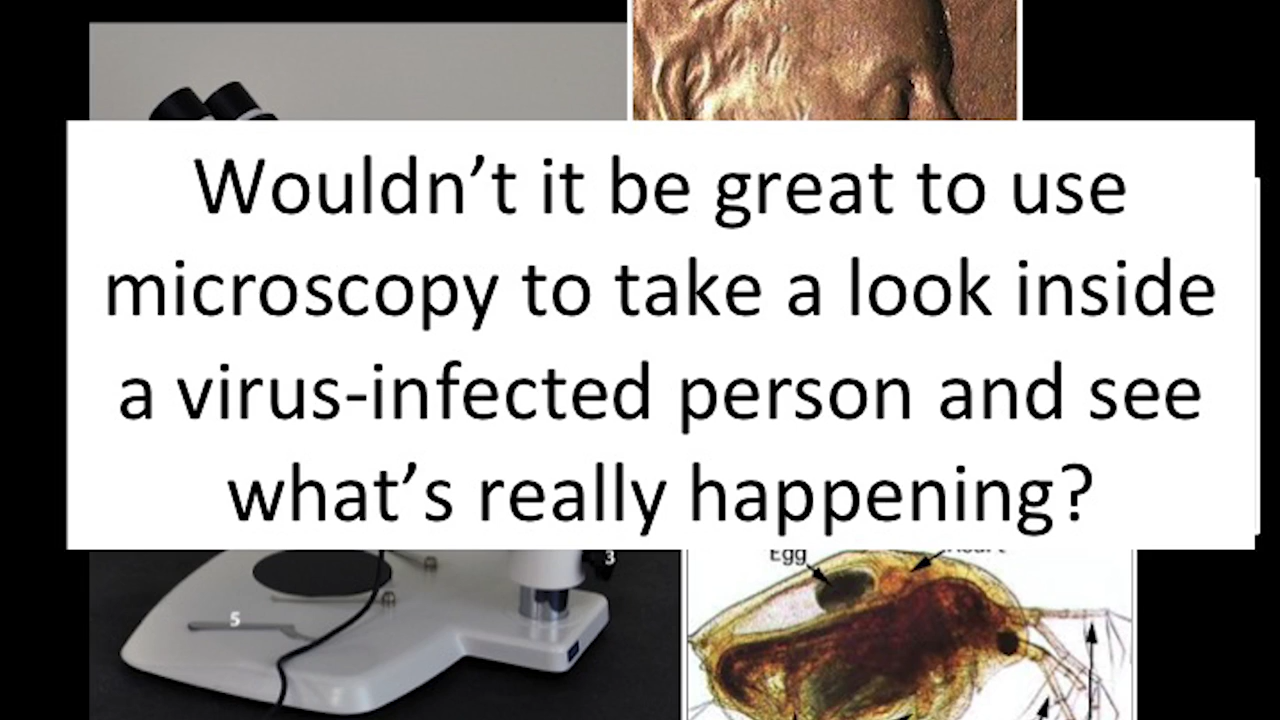 Wouldn’t it be great to use
microscopy to take a look inside
a virus-infected person and see
what’s really happening?
3
5
Egg